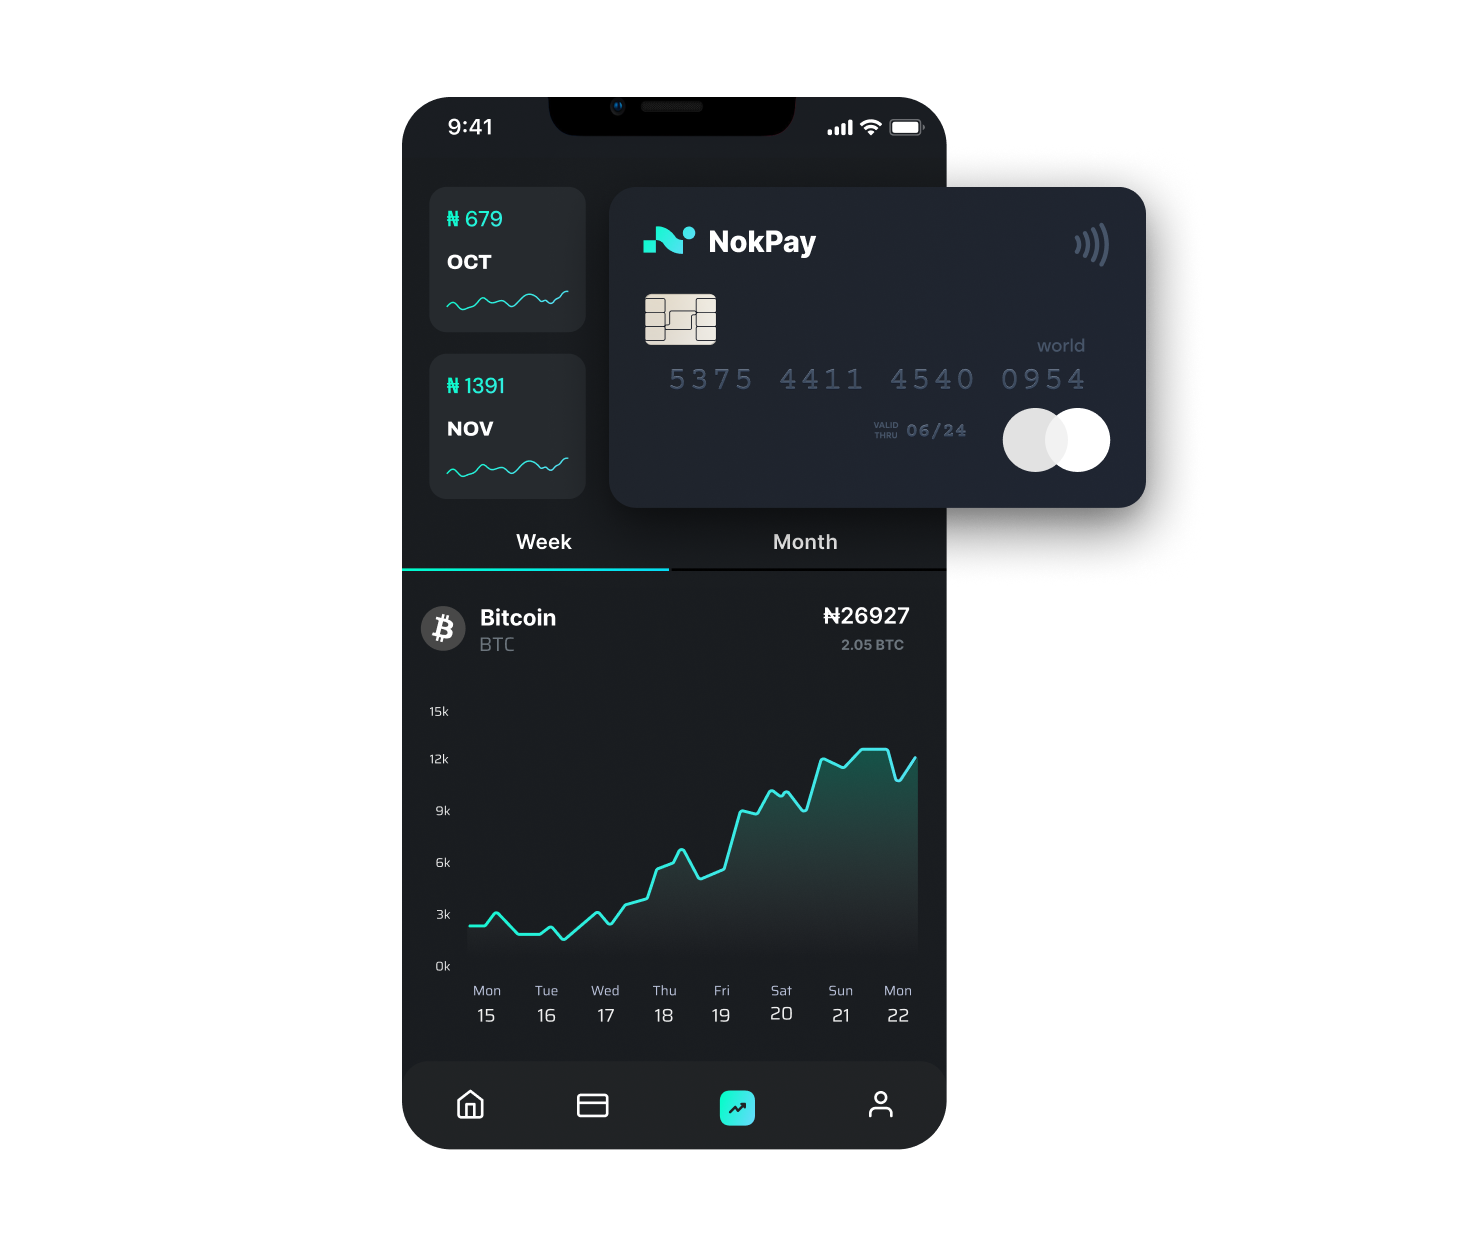 9:41
₦ 679
OCT
₦ 1391
NOV
NokPay
world
5375 4411 4540 0954
VALID
THRU 06/24
Week Month
Bitcoin ₦26927
BTC 2.05 BTC
15k
12k
9k
6k
3k
0k
Mon Tue Wed Thu Fri Sat Sun Mon
15 16 17 18 19 20 21 22